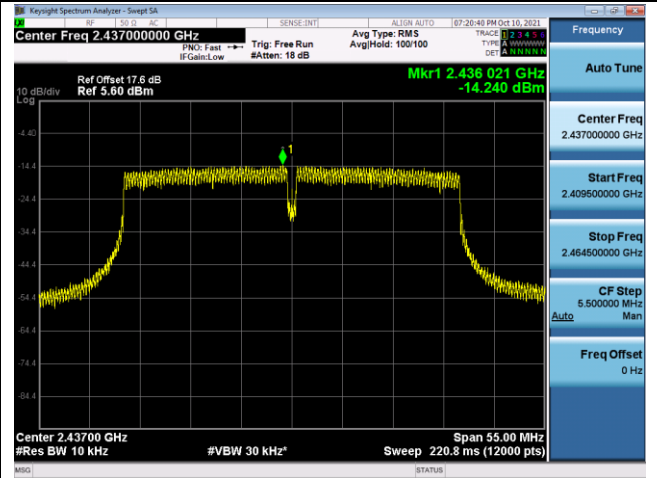 Keysight Spectrum Analyzer - Swept SA
RF 50 Ω AC SENSE:INT ALIGN AUTO 07:20:40 PM Oct 10, 2021
Center Freq 2.437000000 GHz
PNO: Fast
IFGain:Low
Trig: Free Run
#Atten: 18 dB
Avg Type: RMS
Avg|Hold: 100/100
TRACE 1 2 3 4 5 6
TYPE A WWWWW
DET A N N N N N
Frequency
Ref Offset 17.6 dB
10 dB/div Ref 5.60 dBm
Log
Mkr1 2.436 021 GHz
-14.240 dBm
Auto Tune
Center Freq
2.437000000 GHz
Start Freq
2.409500000 GHz
Stop Freq
2.464500000 GHz
CF Step
5.500000 MHz
Auto Man
Freq Offset
0 Hz
1
-4.40
-14.4
-24.4
-34.4
-44.4
-54.4
-64.4
-74.4
-84.4
Center 2.43700 GHz Span 55.00 MHz
#Res BW 10 kHz #VBW 30 kHz* Sweep 220.8 ms (12000 pts)
MSG STATUS